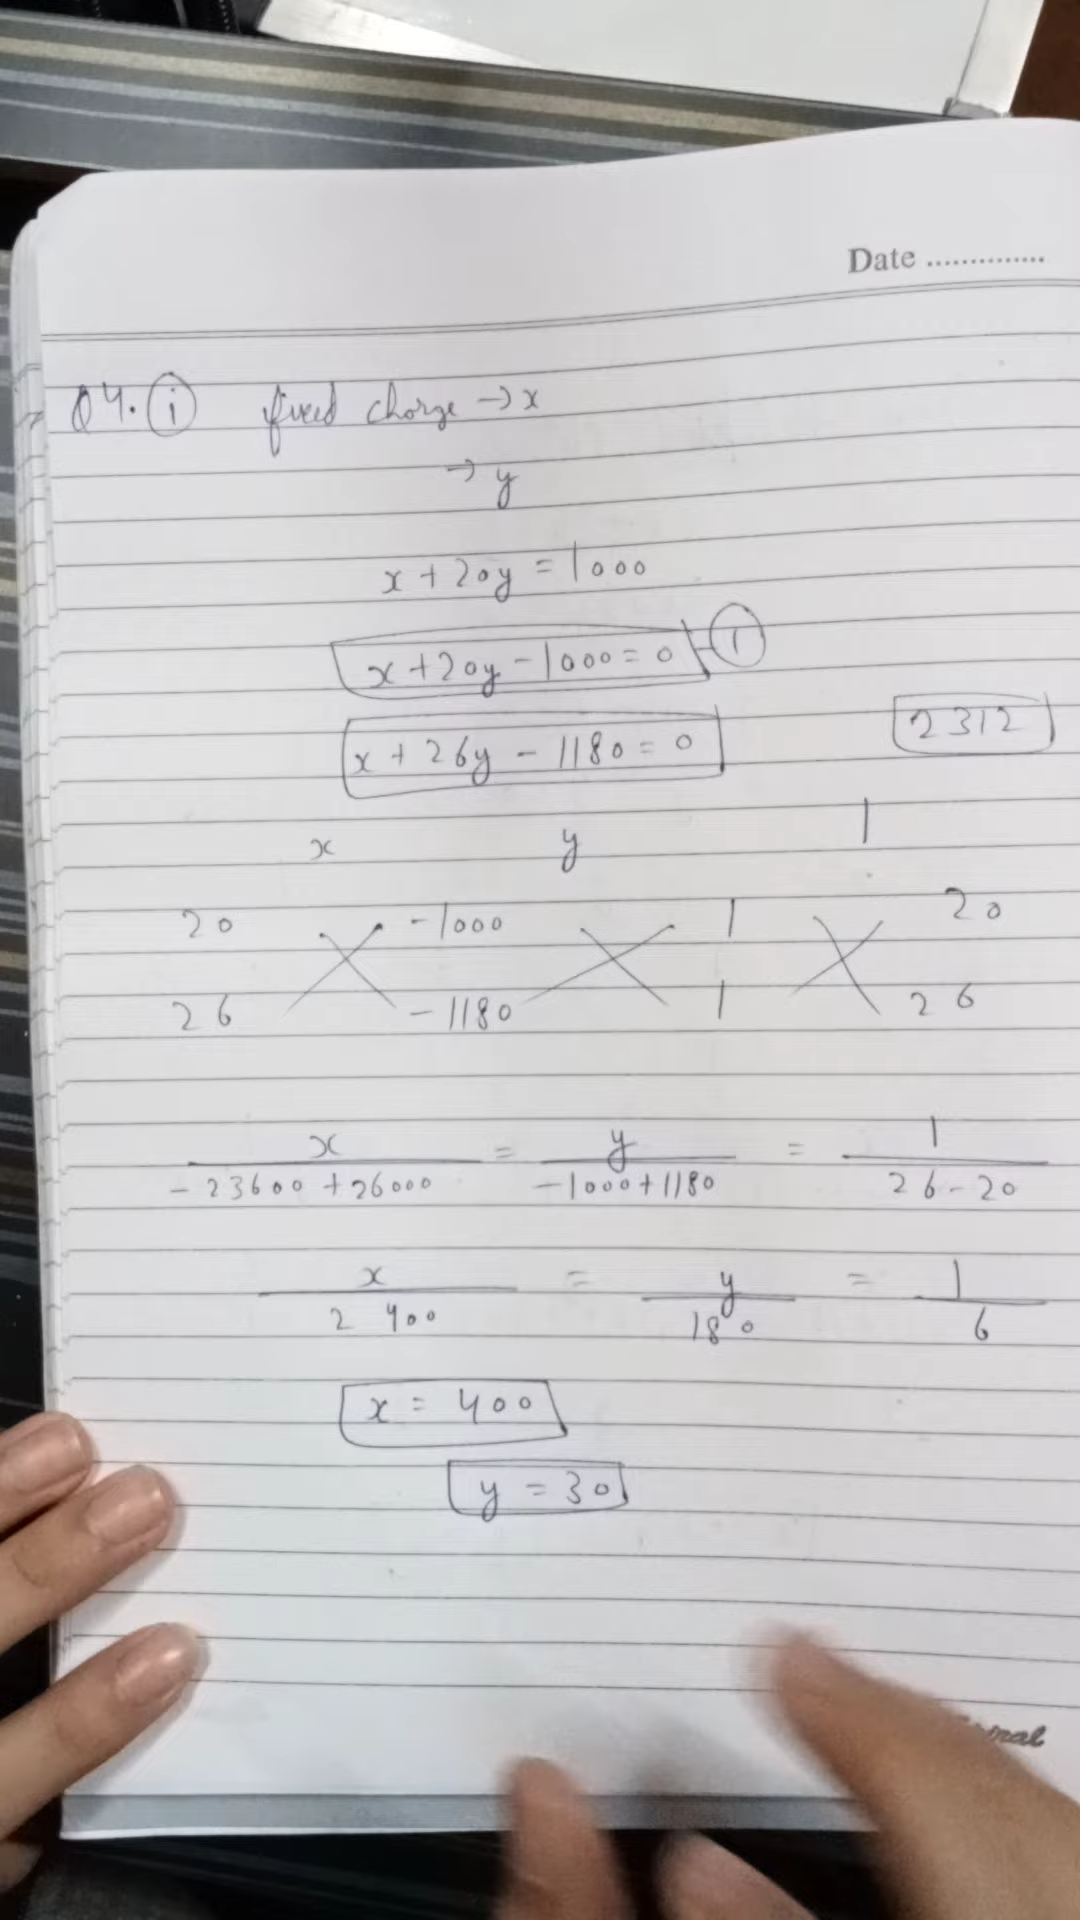 Date ..............
Q4. (i) fixed charge → x
→ y
x + 20y = 1000
x + 20y - 1000 = 0 - (1)
x + 26y - 1180 = 0
2312
x y 1
20 -1000 1 20
26 -1180 1 26
x/(-23600 + 26000) = y/(-1000 + 1180) = 1/(26 - 20)
x/2400 = y/180 = 1/6
x = 400
y = 30